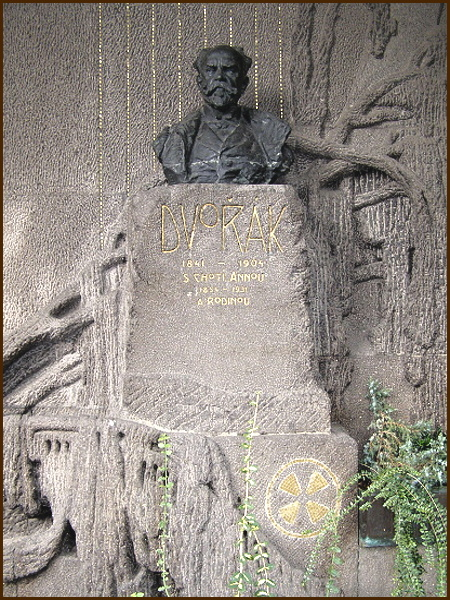 DVOŘÁK
1841 – 1904
S CHOTÍ ANNOU
1854 – 1931
A RODINOU